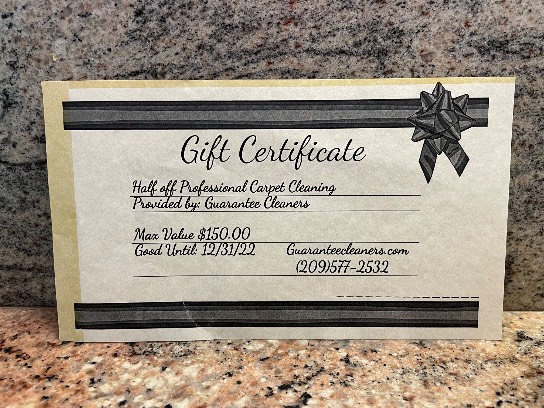 Gift Certificate
Half off Professional Carpet Cleaning
Provided by: Guarantee Cleaners
Max Value $150.00
Good Until: 12/31/22 Guaranteecleaners.com
(209)577-2532